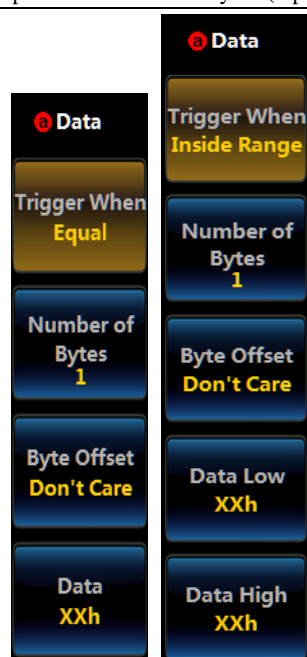 a Data
Trigger When
Equal
Number of
Bytes
1
Byte Offset
Don't Care
Data
XXh
a Data
Trigger When
Inside Range
Number of
Bytes
1
Byte Offset
Don't Care
Data Low
XXh
Data High
XXh